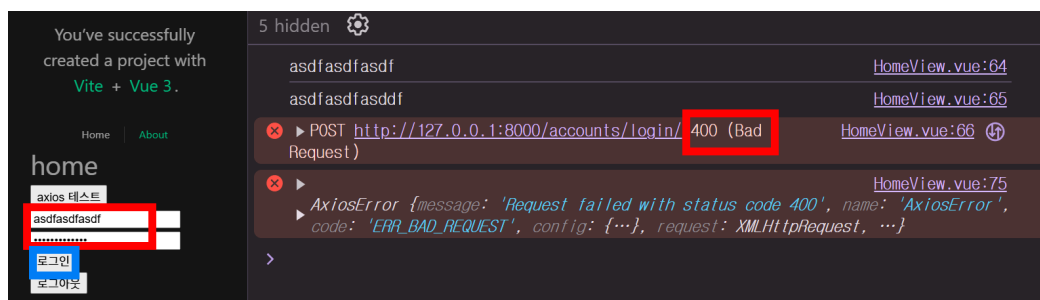 You've successfully
created a project with
Vite + Vue 3.
Home
About
home
axios 테스트
asdfasdfasdf
•••••••••••••
로그인
로그아웃
5 hidden
asdfasdfasdf HomeView.vue:64
asdfasdfasddf HomeView.vue:65
POST http://127.0.0.1:8000/accounts/login/ 400 (Bad HomeView.vue:66
Request)
HomeView.vue:75
AxiosError {message: 'Request failed with status code 400', name: 'AxiosError',
code: 'ERR_BAD_REQUEST', config: {…}, request: XMLHttpRequest, …}
>